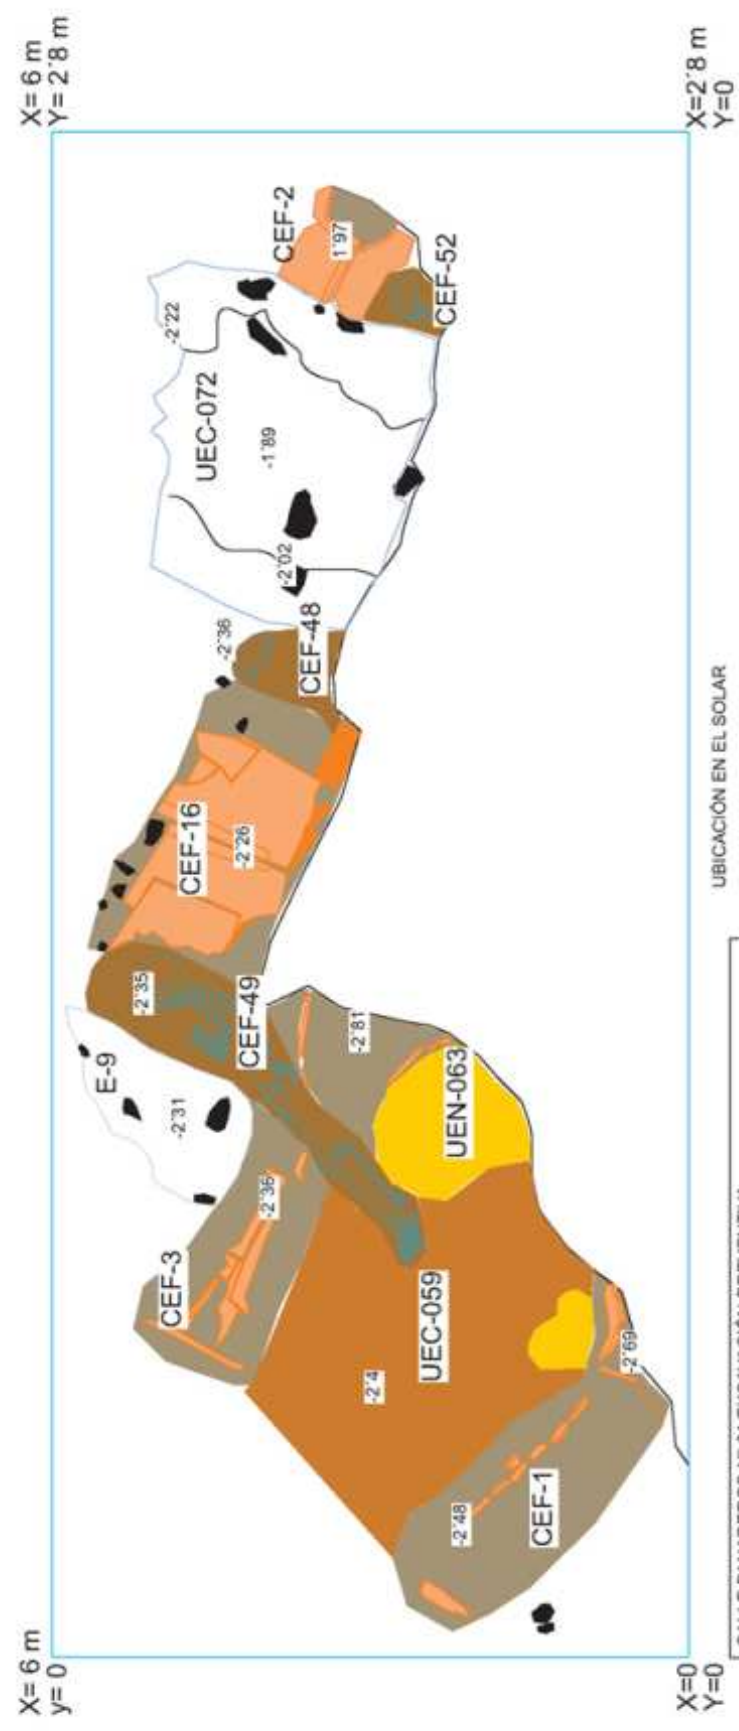 X= 6 m
Y= 2´8 m
X=2´8 m
Y=0
CEF-2
1´97
CEF-52
-2´22
UEC-072
-1´89
-2´02
-2´36
CEF-48
CEF-16
-2´26
-2´35
CEF-49
E-9
-2´31
-2´81
UEN-063
CEF-3
-2´36
UEC-059
-2´4
-2´69
-2´48
CEF-1
X= 6 m
y= 0
X=0
Y=0
UBICACIÓN EN EL SOLAR